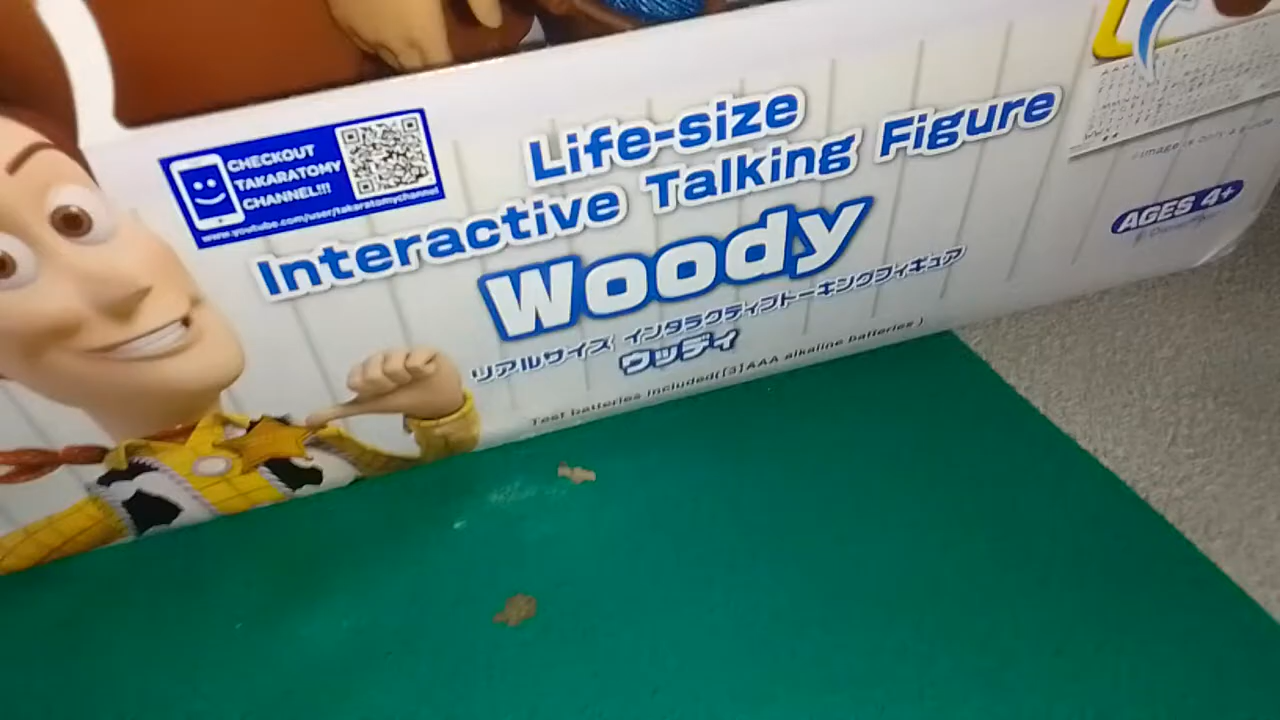 CHECKOUT
TAKARATOMY
CHANNEL!!!
www.youtube.com/user/takaratomychannel
Life-size
Interactive Talking Figure
Woody
リアルサイズ インタラクティブトーキングフィギュア
ウッディ
Test batteries included([3]AAA alkaline batteries)
Image is only a guide
AGES 4+